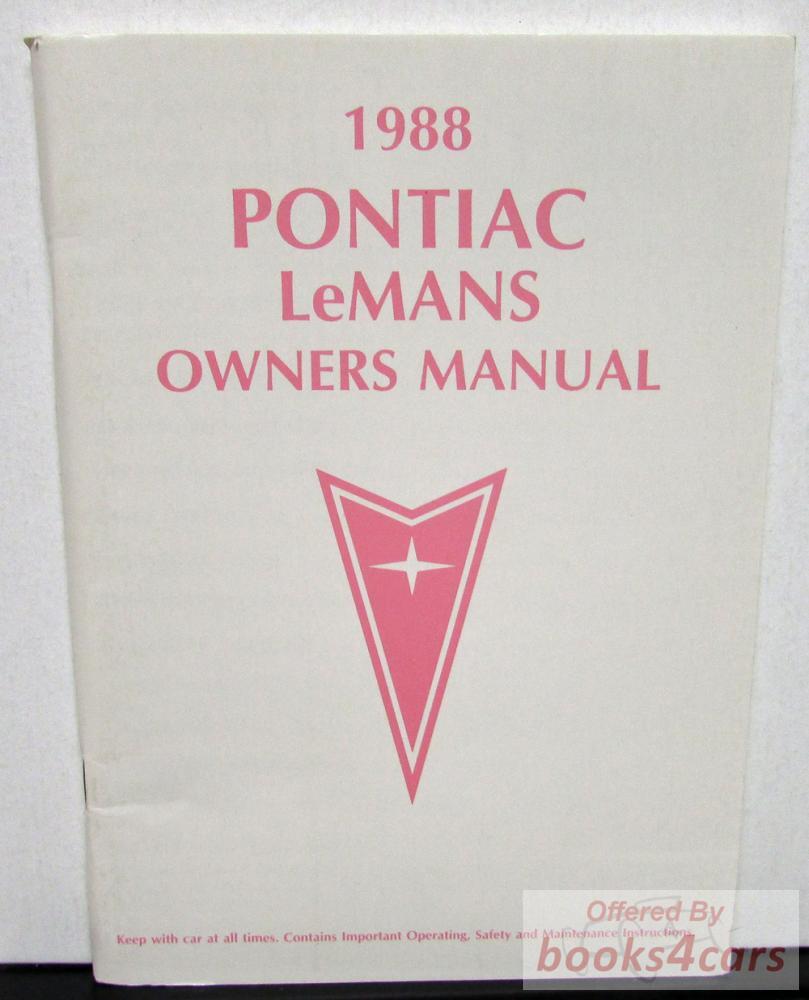 1988
PONTIAC
LeMANS
OWNERS MANUAL
Keep with car at all times. Contains Important Operating, Safety and Maintenance Instructions.
Offered By
books4cars